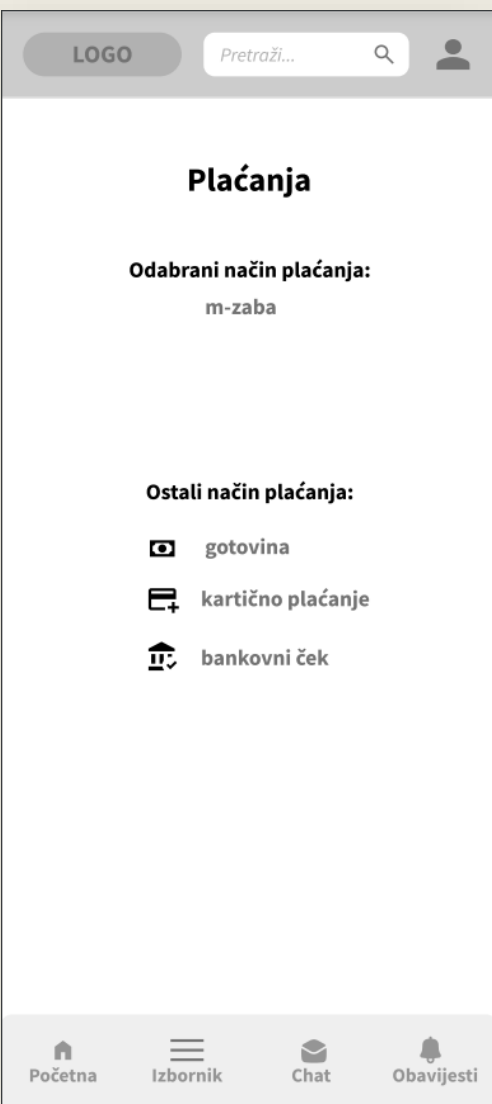 LOGO
Pretraži...
Plaćanja
Odabrani način plaćanja:
m-zaba
Ostali način plaćanja:
gotovina
kartično plaćanje
bankovni ček
Početna
Izbornik
Chat
Obavijesti